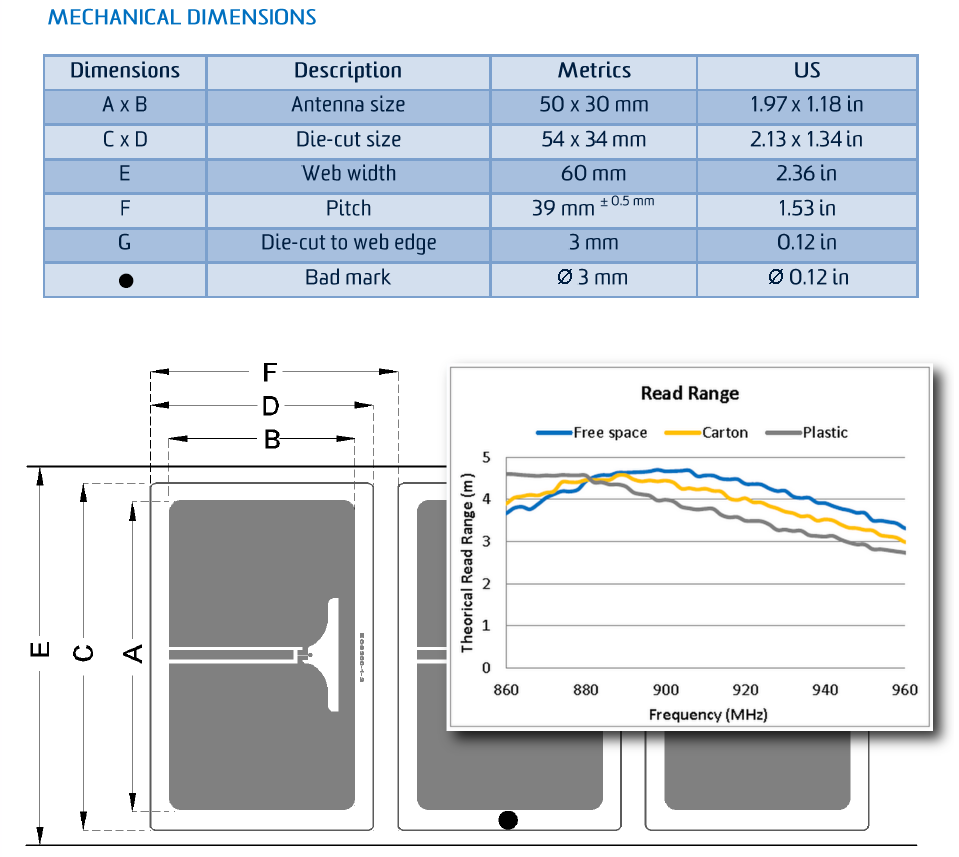 MECHANICAL DIMENSIONS
Dimensions Description Metrics US
A x B Antenna size 50 x 30 mm 1.97 x 1.18 in
C x D Die-cut size 54 x 34 mm 2.13 x 1.34 in
E Web width 60 mm 2.36 in
F Pitch 39 mm ± 0.5 mm 1.53 in
G Die-cut to web edge 3 mm 0.12 in
● Bad mark Ø 3 mm Ø 0.12 in
F
D
B
E
C
A
Read Range
Free space Carton Plastic
Theorical Read Range (m)
5
4
3
2
1
0
860 880 900 920 940 960
Frequency (MHz)